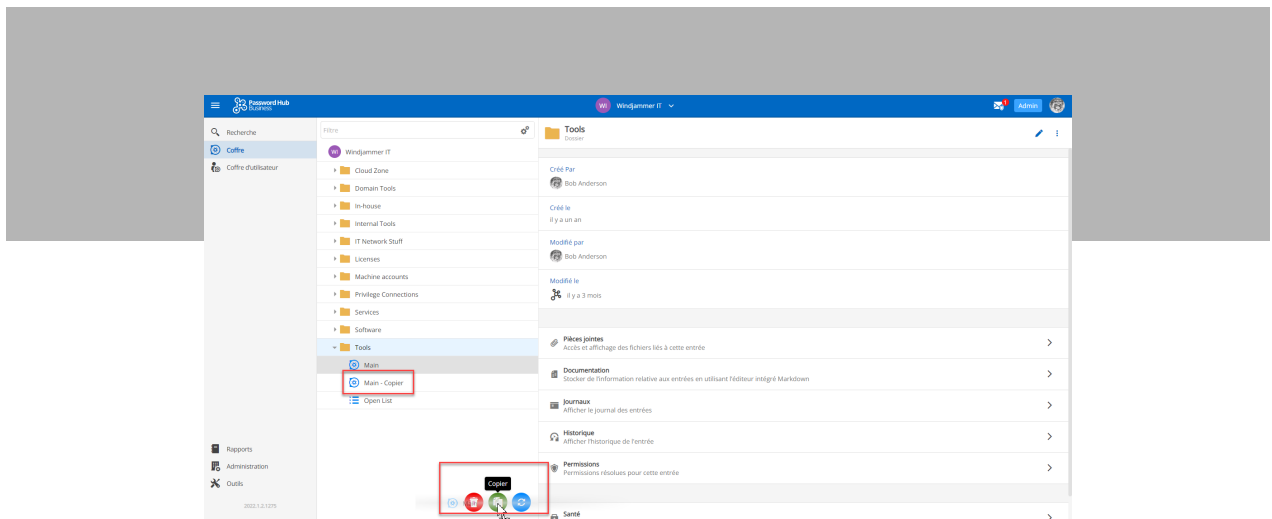 Password Hub
Business
WI Windjammer IT
1
Admin
Recherche
Coffre
Coffre d'utilisateur
Rapports
Administration
Outils
2022.1.2.1275
Filtre
WI Windjammer IT
Cloud Zone
Domain Tools
In-house
Internal Tools
IT Network Stuff
Licenses
Machine accounts
Privilege Connections
Services
Software
Tools
Main
Main - Copier
Open List
Copier
Tools
Dossier
Créé Par
Bob Anderson
Créé le
il y a un an
Modifié par
Bob Anderson
Modifié le
il y a 3 mois
Pièces jointes
Accès et affichage des fichiers liés à cette entrée
Documentation
Stocker de l'information relative aux entrées en utilisant l'éditeur intégré Markdown
Journaux
Afficher le journal des entrées
Historique
Afficher l'historique de l'entrée
Permissions
Permissions résolues pour cette entrée
Santé